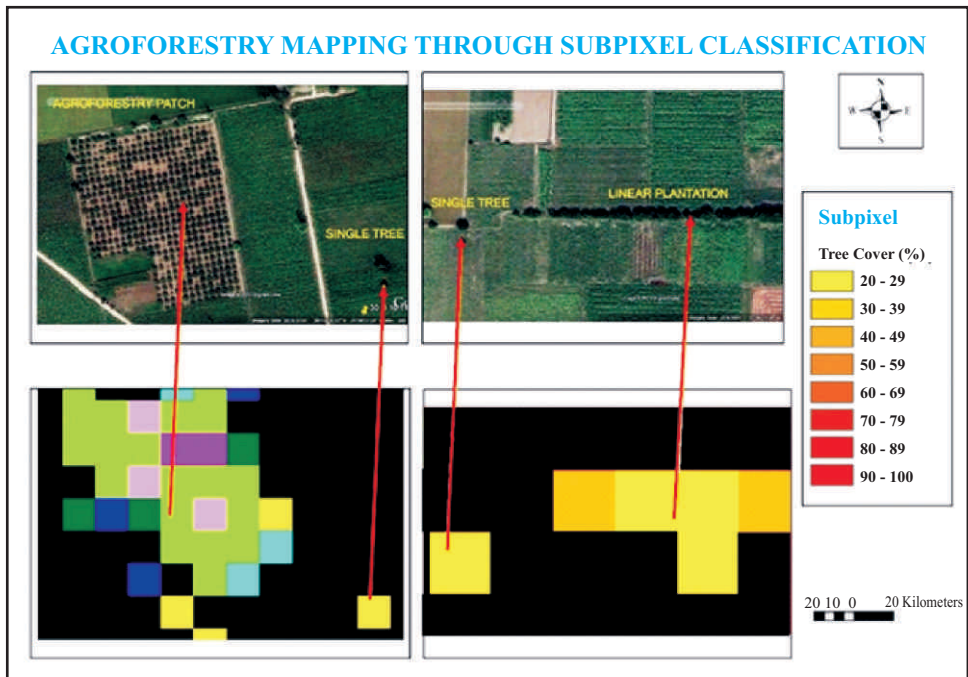 AGROFORESTRY MAPPING THROUGH SUBPIXEL CLASSIFICATION
AGROFORESTRY PATCH
SINGLE TREE
SINGLE TREE
LINEAR PLANTATION
N
W E
S
Subpixel
Tree Cover (%)
20 - 29
30 - 39
40 - 49
50 - 59
60 - 69
70 - 79
80 - 89
90 - 100
20 10 0 20 Kilometers